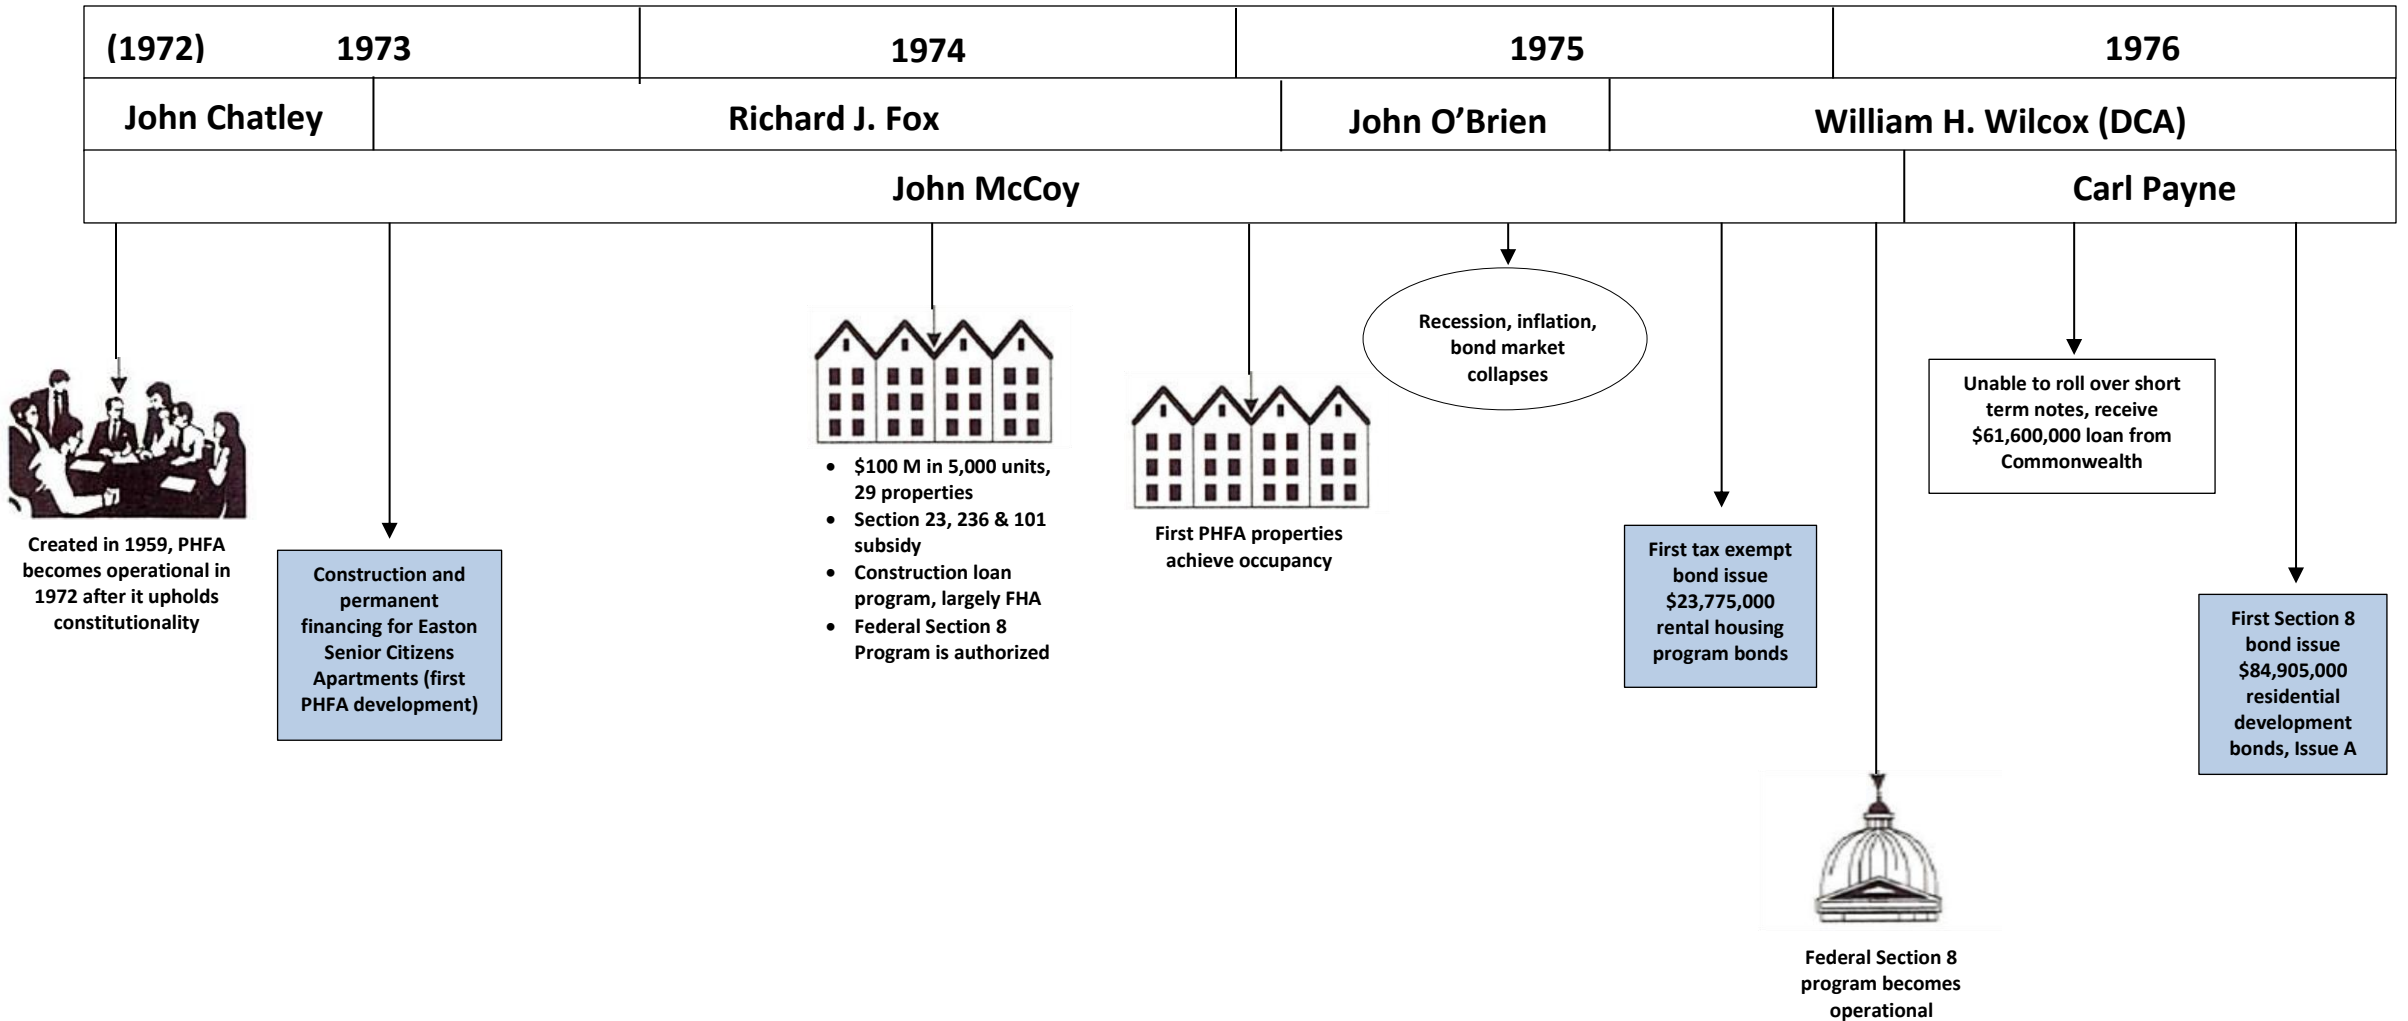 (1972) 1973 1974 1975 1976
John Chatley Richard J. Fox John O’Brien William H. Wilcox (DCA)
John McCoy Carl Payne
Created in 1959, PHFA
becomes operational in
1972 after it upholds
constitutionality
Construction and
permanent
financing for Easton
Senior Citizens
Apartments (first
PHFA development)
• $100 M in 5,000 units,
29 properties
• Section 23, 236 & 101
subsidy
• Construction loan
program, largely FHA
• Federal Section 8
Program is authorized
First PHFA properties
achieve occupancy
Recession, inflation,
bond market
collapses
First tax exempt
bond issue
$23,775,000
rental housing
program bonds
Federal Section 8
program becomes
operational
Unable to roll over short
term notes, receive
$61,600,000 loan from
Commonwealth
First Section 8
bond issue
$84,905,000
residential
development
bonds, Issue A